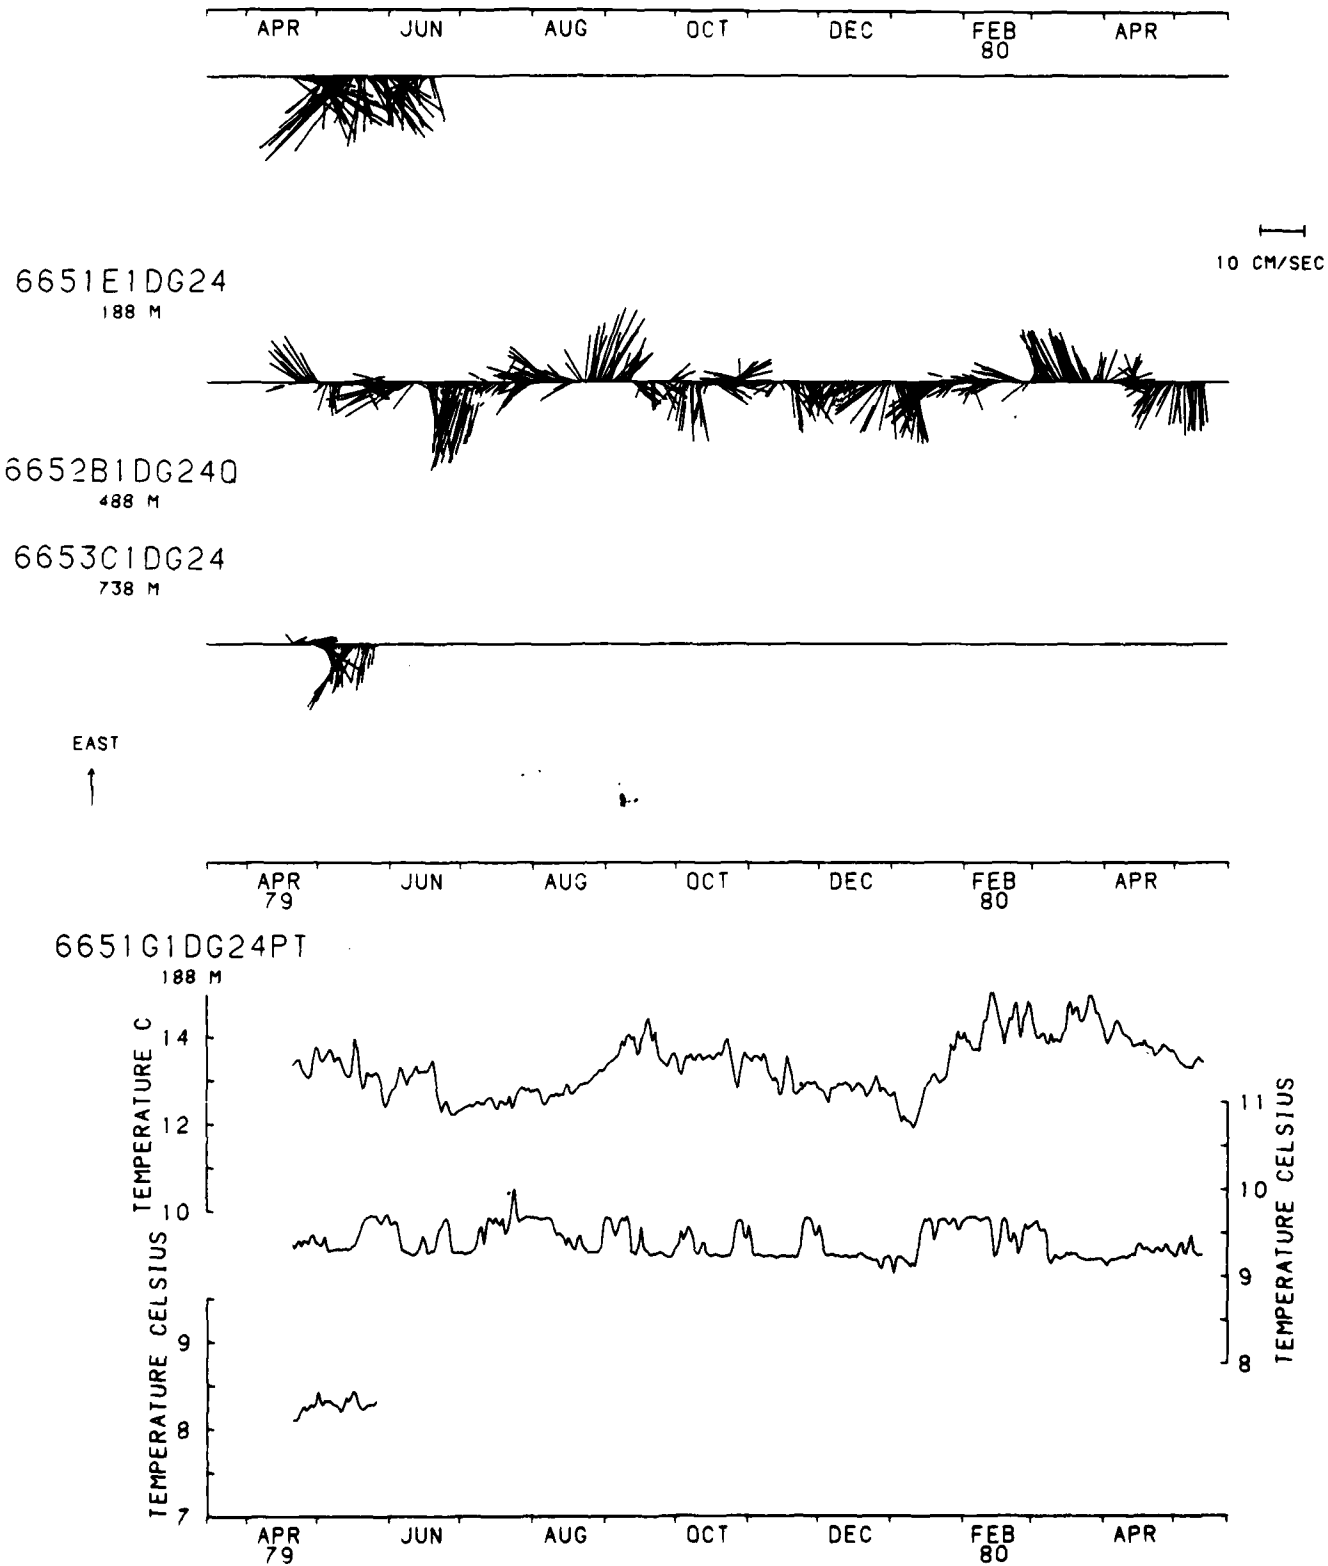 APR JUN AUG OCT DEC FEB APR
80
10 CM/SEC
6651E1DG24
188 M
6652B1DG24Q
488 M
6653C1DG24
738 M
EAST
APR JUN AUG OCT DEC FEB APR
79 80
6651G1DG24PT
188 M
TEMPERATURE C
14
12
10
TEMPERATURE CELSIUS
11
10
9
8
TEMPERATURE CELSIUS
9
8
7
APR JUN AUG OCT DEC FEB APR
79 80